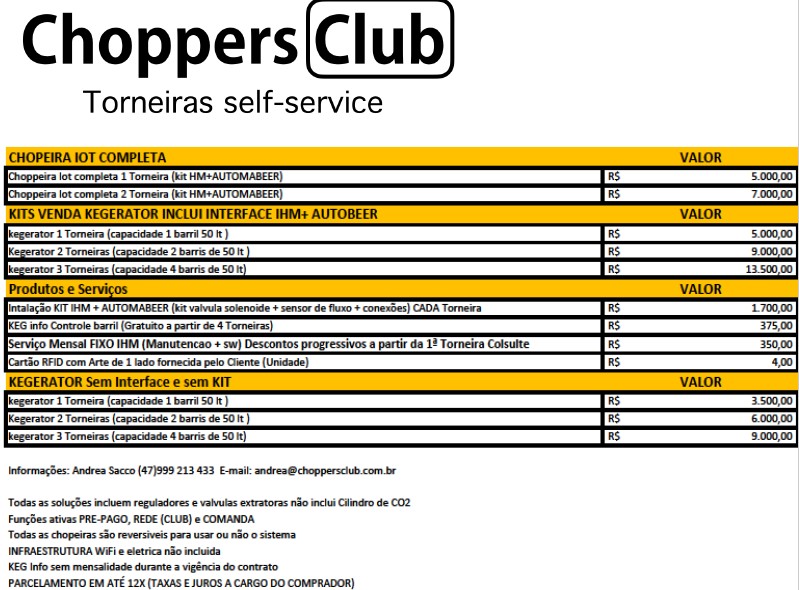 Choppers Club
Torneiras self-service
CHOPEIRA IOT COMPLETA VALOR
Choppeira Iot completa 1 Torneira (kit HM+AUTOMABEER) R$ 5.000,00
Choppeira Iot completa 2 Torneira (kit HM+AUTOMABEER) R$ 7.000,00
KITS VENDA KEGERATOR INCLUI INTERFACE IHM+ AUTOBEER VALOR
kegerator 1 Torneira (capacidade 1 barril 50 lt ) R$ 5.000,00
Kegerator 2 Torneiras (capacidade 2 barris de 50 lt ) R$ 9.000,00
kegerator 3 Torneiras (capacidade 4 barris de 50 lt) R$ 13.500,00
Produtos e Serviços VALOR
Intalação KIT IHM + AUTOMABEER (kit valvula solenoide + sensor de fluxo + conexões) CADA Torneira R$ 1.700,00
KEG info Controle barril (Gratuito a partir de 4 Torneiras) R$ 375,00
Serviço Mensal FIXO IHM (Manutencao + sw) Descontos progressivos a partir da 1ª Torneira Colsulte R$ 350,00
Cartão RFID com Arte de 1 lado fornecida pelo Cliente (Unidade) R$ 4,00
KEGERATOR Sem Interface e sem KIT VALOR
kegerator 1 Torneira (capacidade 1 barril 50 lt ) R$ 3.500,00
Kegerator 2 Torneiras (capacidade 2 barris de 50 lt ) R$ 6.000,00
kegerator 3 Torneiras (capacidade 4 barris de 50 lt) R$ 9.000,00
Informações: Andrea Sacco (47)999 213 433 E-mail: andrea@choppersclub.com.br
Todas as soluções incluem reguladores e valvulas extratoras não inclui Cilindro de CO2
Funções ativas PRE-PAGO, REDE (CLUB) e COMANDA
Todas as chopeiras são reversiveis para usar ou não o sistema
INFRAESTRUTURA WiFi e eletrica não incluida
KEG Info sem mensalidade durante a vigência do contrato
PARCELAMENTO EM ATÉ 12X (TAXAS E JUROS A CARGO DO COMPRADOR)